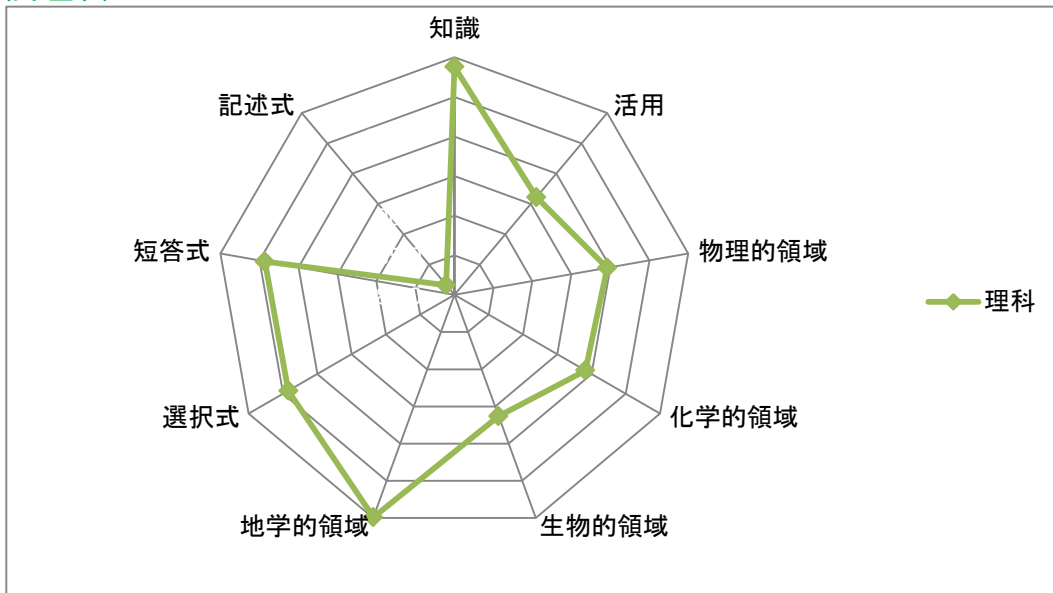 知識
活用
物理的領域
化学的領域
生物的領域
地学的領域
選択式
短答式
記述式
理科